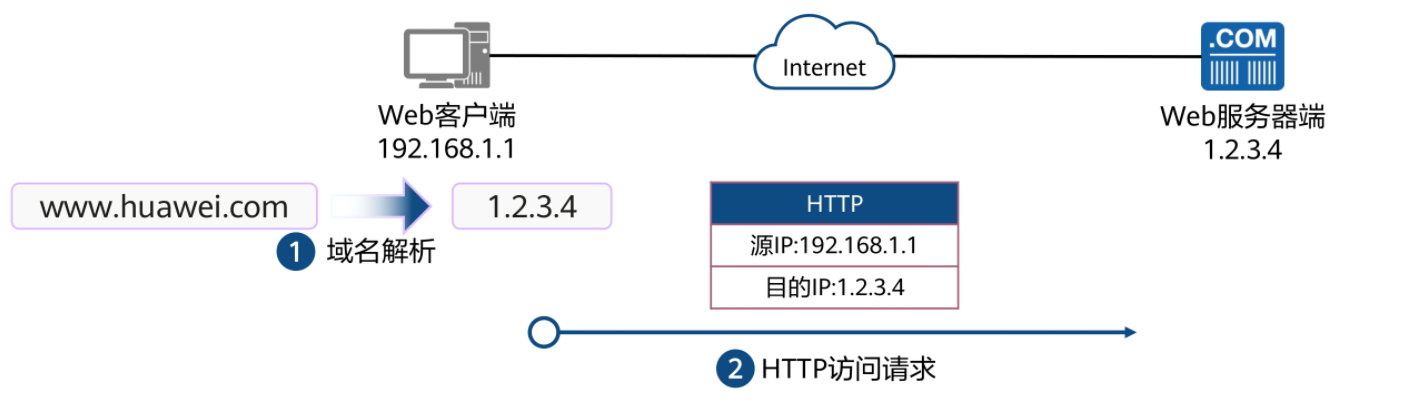 .COM
Internet
Web客户端
192.168.1.1
Web服务器端
1.2.3.4
www.huawei.com
1.2.3.4
1 域名解析
HTTP
源IP:192.168.1.1
目的IP:1.2.3.4
2 HTTP访问请求